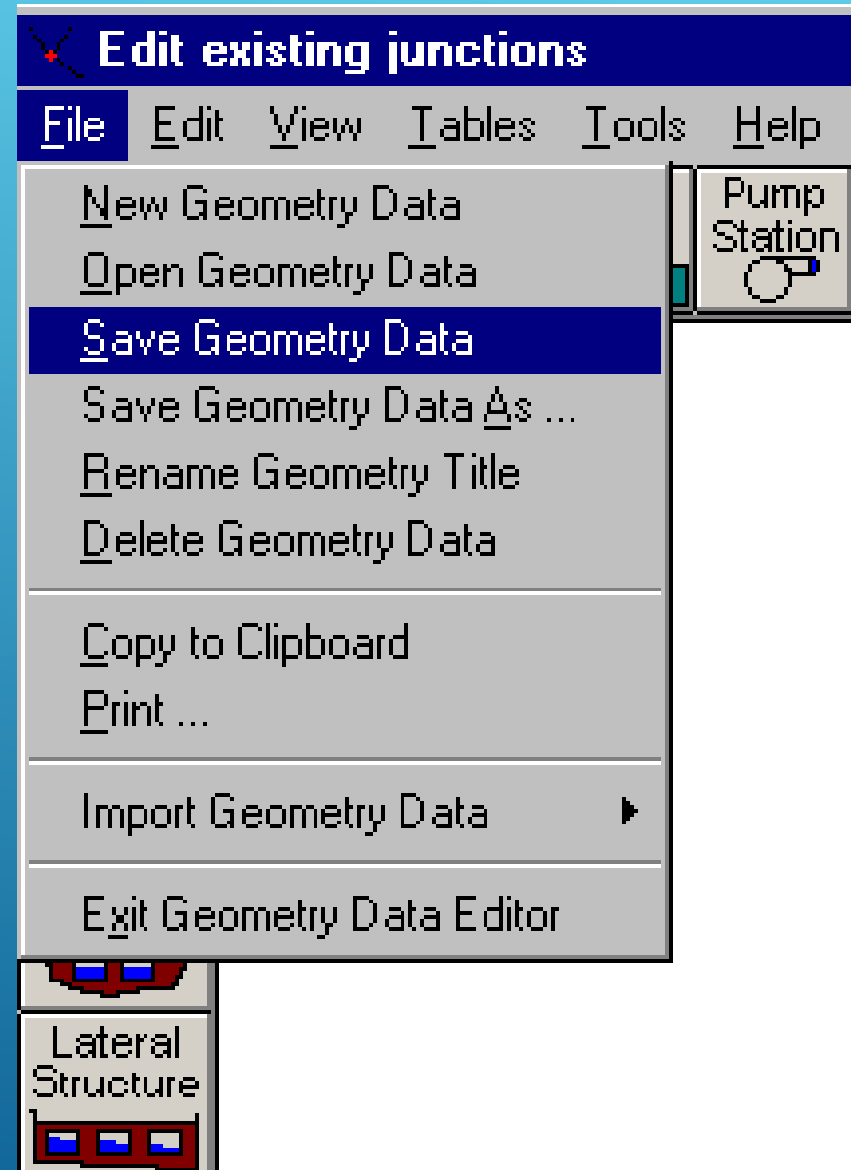 Edit existing junctions
File Edit View Tables Tools Help
New Geometry Data
Open Geometry Data
Save Geometry Data
Save Geometry Data As ...
Rename Geometry Title
Delete Geometry Data
Copy to Clipboard
Print ...
Import Geometry Data
Exit Geometry Data Editor
Pump
Station
Lateral
Structure